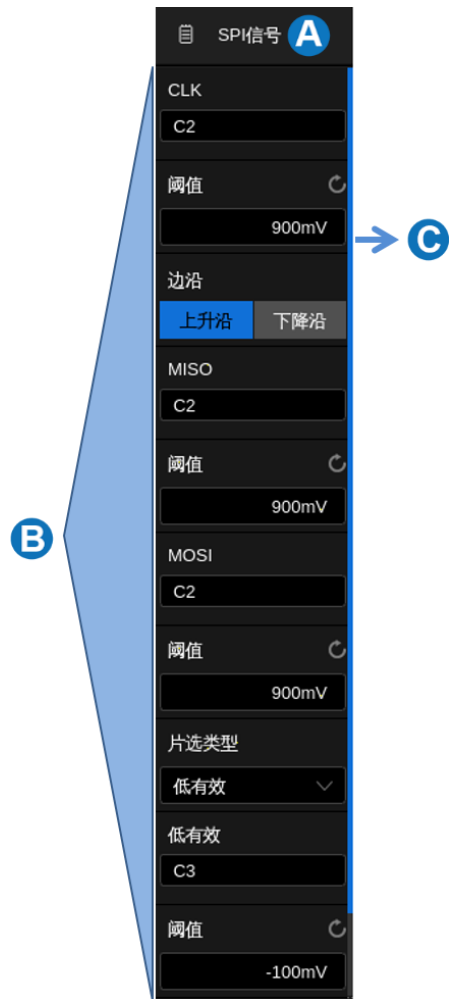 SPI信号 A
CLK
C2
阈值
900mV
C
边沿
上升沿 下降沿
MISO
C2
阈值
900mV
B
MOSI
C2
阈值
900mV
片选类型
低有效
低有效
C3
阈值
-100mV